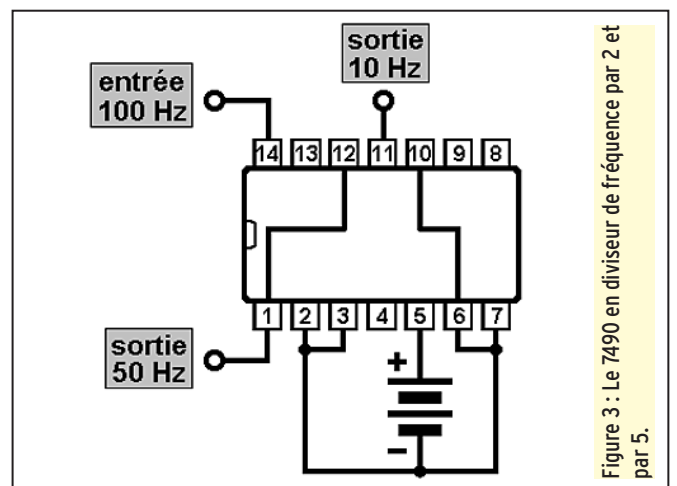 entrée
100 Hz
sortie
10 Hz
14 13 12 11 10 9 8
1 2 3 4 5 6 7
sortie
50 Hz
+
−
Figure 3 : Le 7490 en diviseur de fréquence par 2 et
par 5.